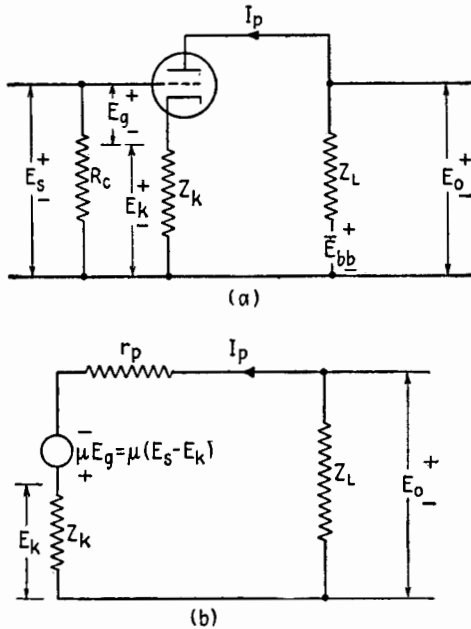 Ip
+
Eg
-
+
Es
-
Rc
+
Ek
-
Zk
ZL
+
Ebb
-
+
Eo
-
(a)
rp
Ip
-
μEg=μ(Es-Ek)
+
Ek
Zk
ZL
+
Eo
-
(b)